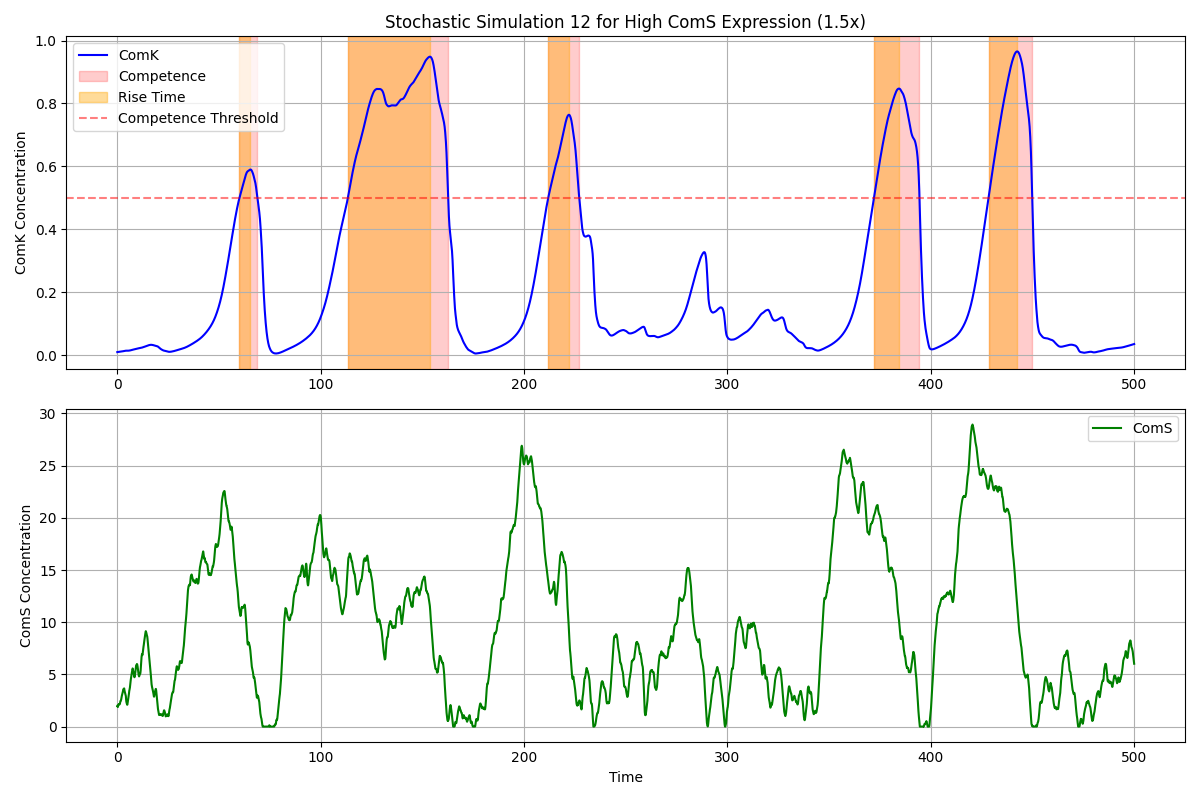 Stochastic Simulation 12 for High ComS Expression (1.5x)
ComK Concentration
1.0
0.8
0.6
0.4
0.2
0.0
ComK
Competence
Rise Time
Competence Threshold
0 100 200 300 400 500
ComS Concentration
30
25
20
15
10
5
0
ComS
0 100 200 300 400 500
Time